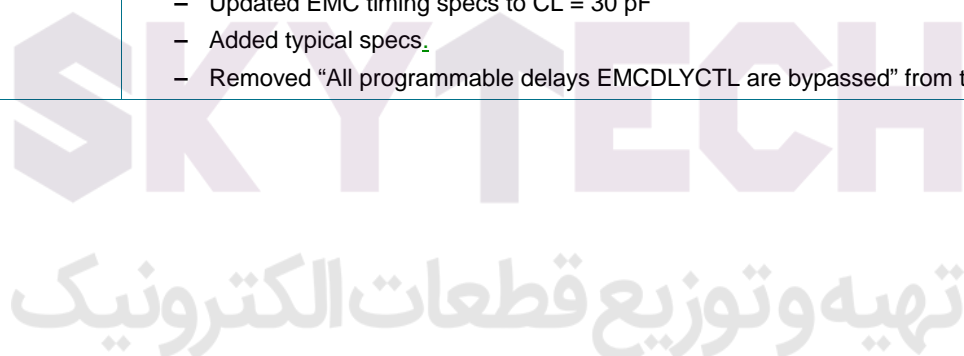 – Updated EMC timing specs to CL = 30 pF
– Added typical specs.
– Removed “All programmable delays EMCDLYCTL are bypassed” from
SKYTECH
تهیه و توزیع قطعات الکترونیک